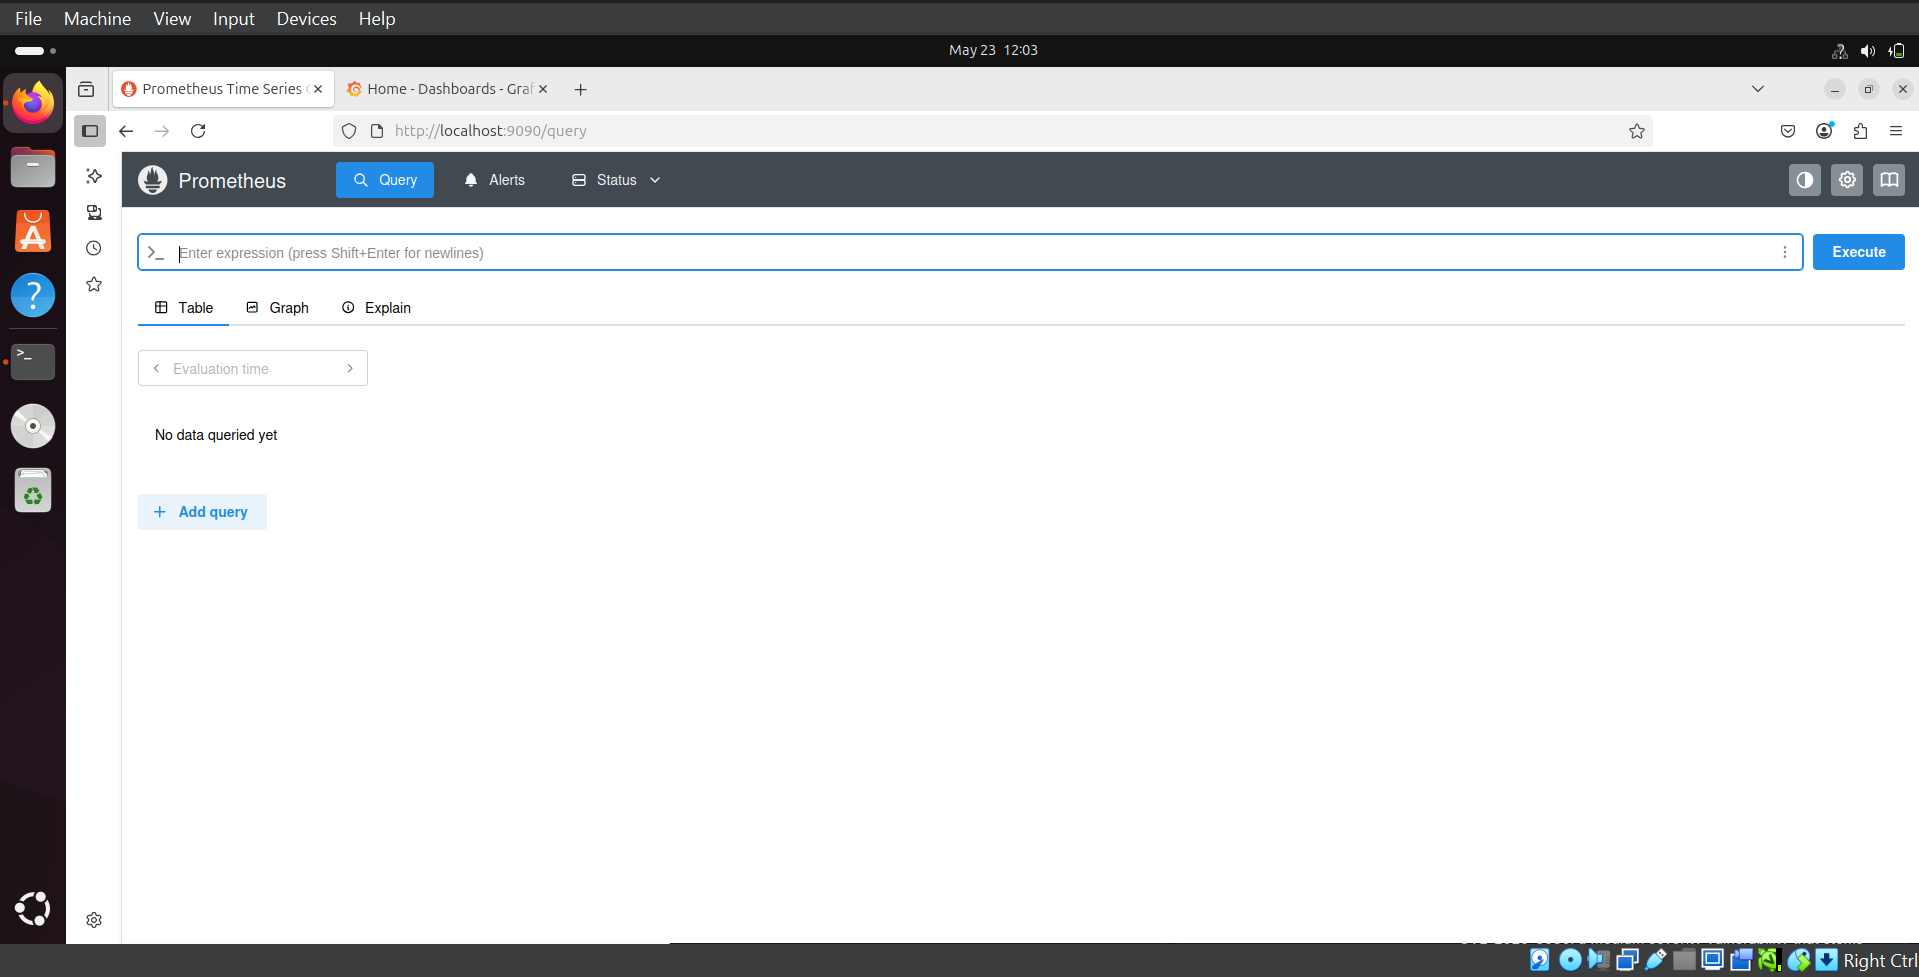 File Machine View Input Devices Help
May 23 12:03
Prometheus Time Series
Home - Dashboards - Graf
http://localhost:9090/query
Prometheus
Query
Alerts
Status
>_ Enter expression (press Shift+Enter for newlines)
Execute
Table
Graph
Explain
Evaluation time
No data queried yet
+ Add query
Right Ctrl